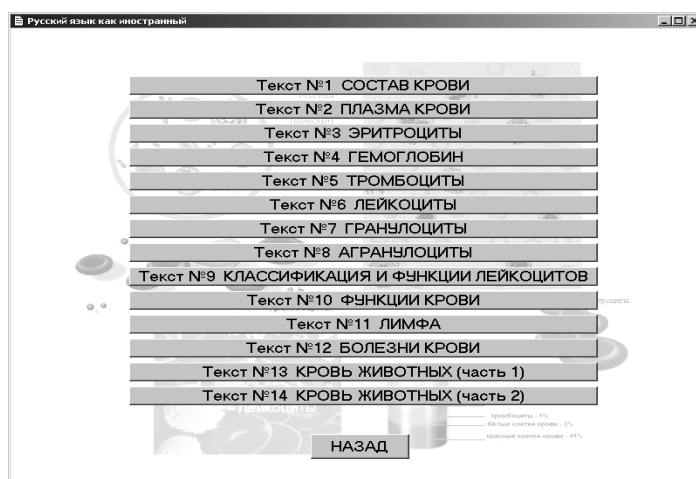 Русский язык как иностранный
Текст №1 СОСТАВ КРОВИ
Текст №2 ПЛАЗМА КРОВИ
Текст №3 ЭРИТРОЦИТЫ
Текст №4 ГЕМОГЛОБИН
Текст №5 ТРОМБОЦИТЫ
Текст №6 ЛЕЙКОЦИТЫ
Текст №7 ГРАНУЛОЦИТЫ
Текст №8 АГРАНУЛОЦИТЫ
Текст №9 КЛАССИФИКАЦИЯ И ФУНКЦИИ ЛЕЙКОЦИТОВ
Текст №10 ФУНКЦИИ КРОВИ
Текст №11 ЛИМФА
Текст №12 БОЛЕЗНИ КРОВИ
Текст №13 КРОВЬ ЖИВОТНЫХ (часть 1)
Текст №14 КРОВЬ ЖИВОТНЫХ (часть 2)
Лейкоциты
тромбоциты - 1%
белые клетки крови - 3%
красные клетки крови - 41%
НАЗАД